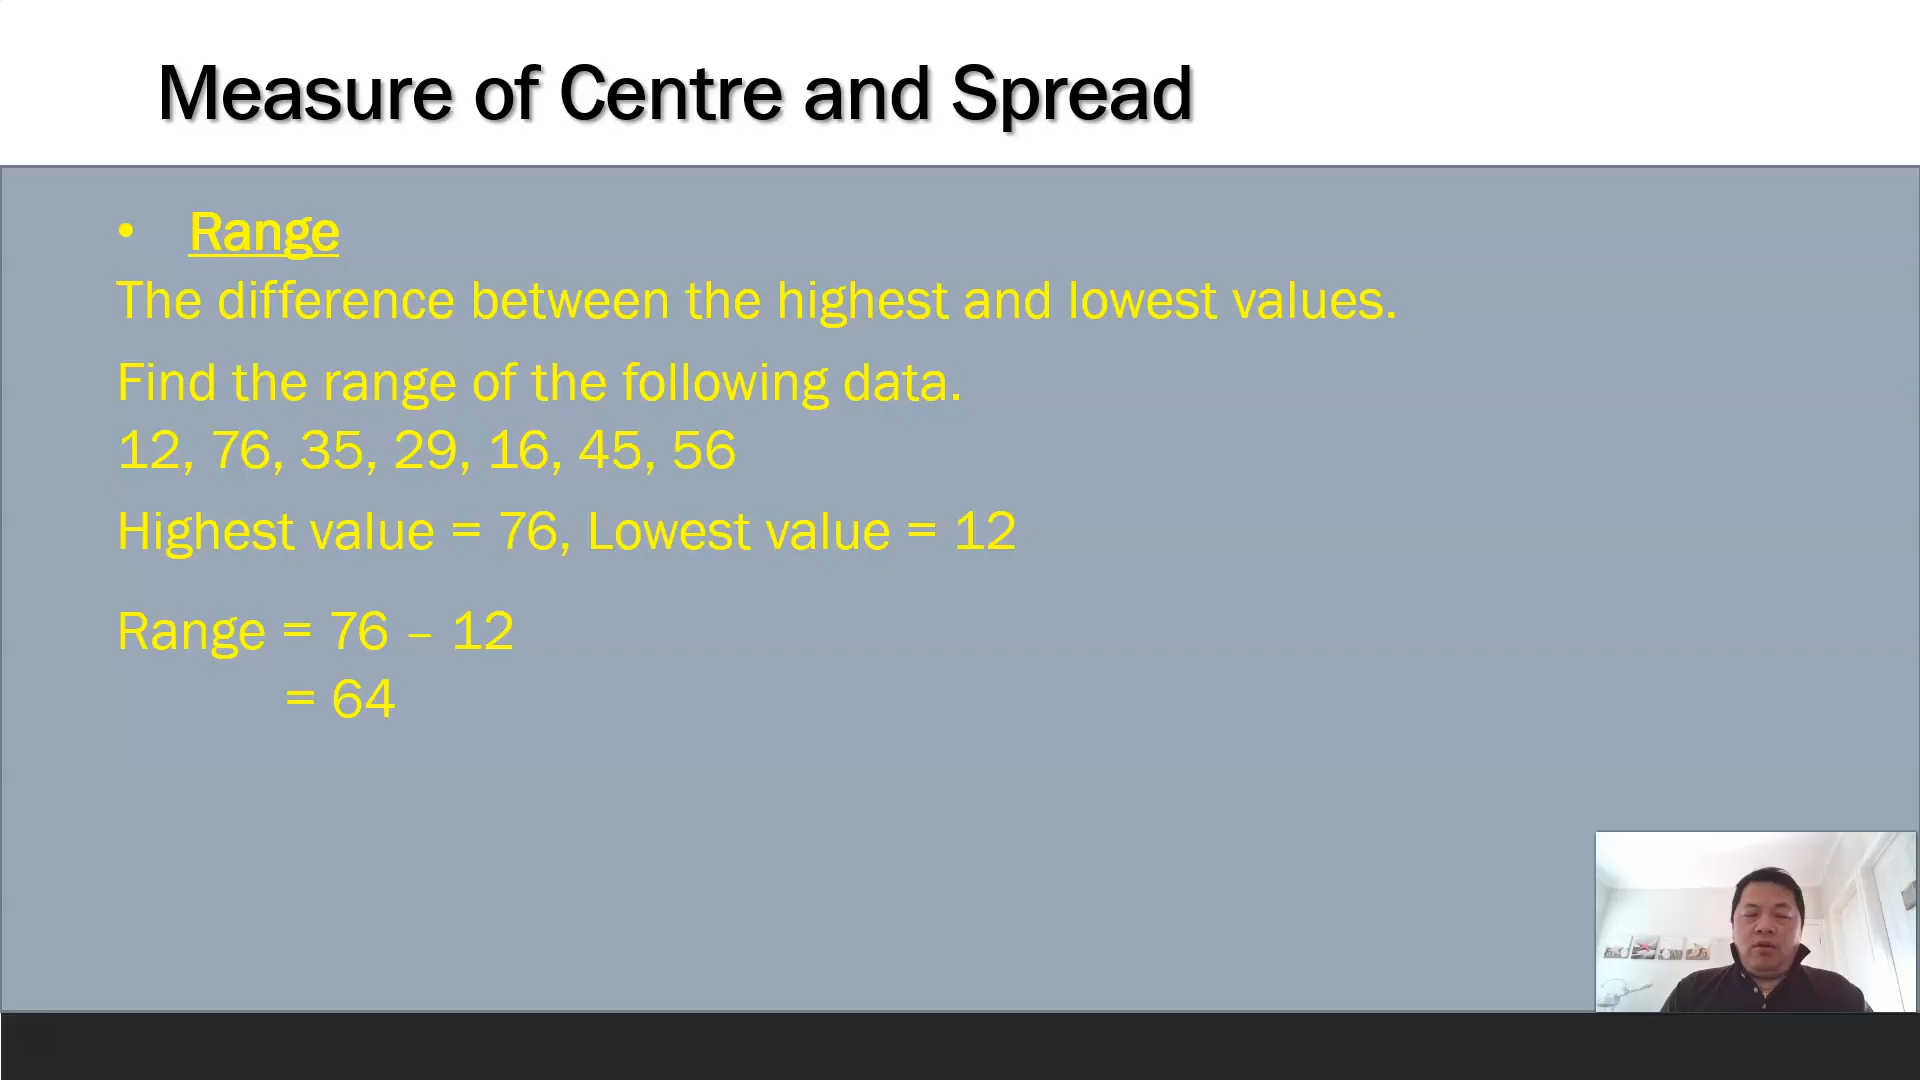 Measure of Centre and Spread
• Range
The difference between the highest and lowest values.
Find the range of the following data.
12, 76, 35, 29, 16, 45, 56
Highest value = 76, Lowest value = 12
Range = 76 – 12
= 64